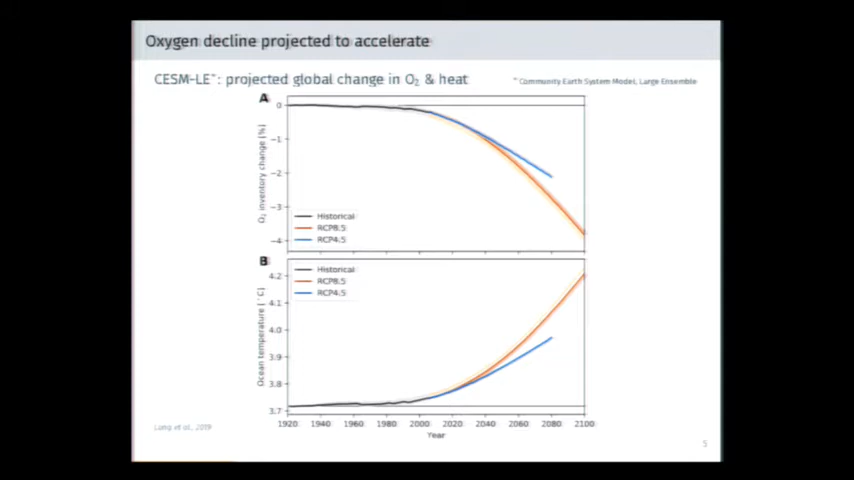 Oxygen decline projected to accelerate
CESM-LE*: projected global change in O₂ & heat
* Community Earth System Model, Large Ensemble
A
O₂ inventory change [%]
0
−1
−2
−3
−4
Historical
RCP8.5
RCP4.5
B
Ocean temperature [°C]
4.2
4.1
4.0
3.9
3.8
3.7
Historical
RCP8.5
RCP4.5
1920 1940 1960 1980 2000 2020 2040 2060 2080 2100
Year
et al., 2019
5